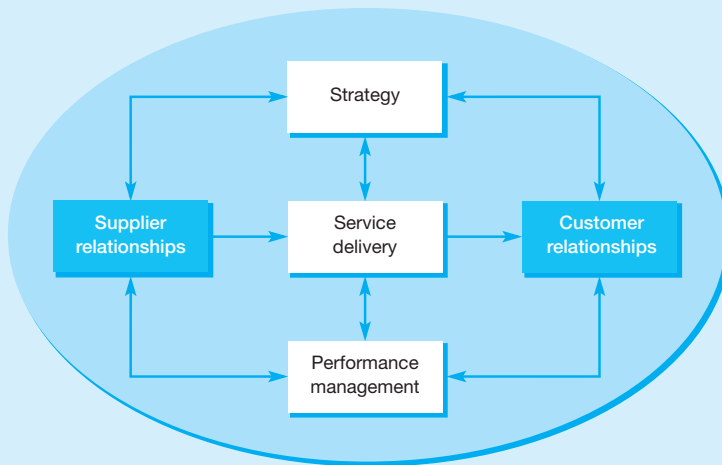 Strategy
Supplier
relationships
Service
delivery
Customer
relationships
Performance
management